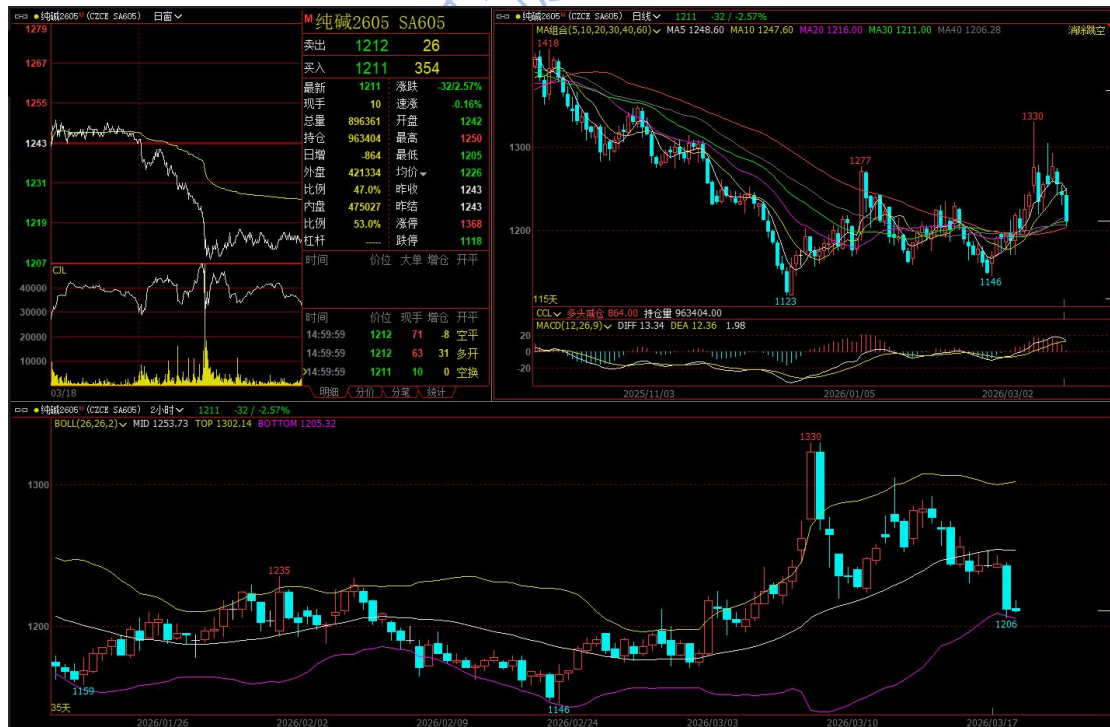 纯碱2605ᴹ (CZCE SA605) 日窗
1279
1267
1255
1243
1231
1219
1207
CJL
40000
30000
20000
10000
03/18
M 纯碱2605 SA605
卖出 1212 26
买入 1211 354
最新 1211 涨跌 -32/2.57%
现手 10 速涨 -0.16%
总量 896361 开盘 1242
持仓 963404 最高 1250
日增 -864 最低 1205
外盘 421334 均价 1226
比例 47.0% 昨收 1243
内盘 475027 昨结 1243
比例 53.0% 涨停 1368
杠杆 ----- 跌停 1118
时间 价位 大单 增仓 开平
时间 价位 现手 增仓 开平
14:59:59 1212 71 -8 空平
14:59:59 1212 63 31 多开
14:59:59 1211 10 0 空换
明细 分价 分笔 统计
纯碱2605ᴹ (CZCE SA605) 日线 1211 -32 / -2.57%
MA组合(5,10,20,30,40,60) MA5 1248.60 MA10 1247.60 MA20 1216.00 MA30 1211.00 MA40 1206.28
消除跳空
1418
1330
1300
1277
1200
1146
1123
115天
CCL 多头减仓 864.00 持仓量 963404.00
MACD(12,26,9) DIFF 13.34 DEA 12.36 1.98
20
0
-20
2025/11/03 2026/01/05 2026/03/02
纯碱2605ᴹ (CZCE SA605) 2小时 1211 -32 / -2.57%
BOLL(26,26,2) MID 1253.73 TOP 1302.14 BOTTOM 1205.32
1330
1300
1235
1200
1206
1159
1146
35天
2026/01/26 2026/02/02 2026/02/09 2026/02/24 2026/03/03 2026/03/10 2026/03/17